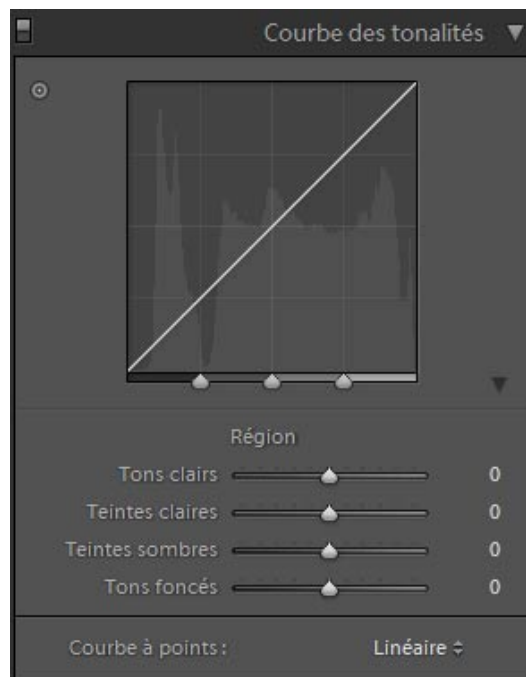 Courbe des tonalités
Région
Tons clairs 0
Teintes claires 0
Teintes sombres 0
Tons foncés 0
Courbe à points : Linéaire